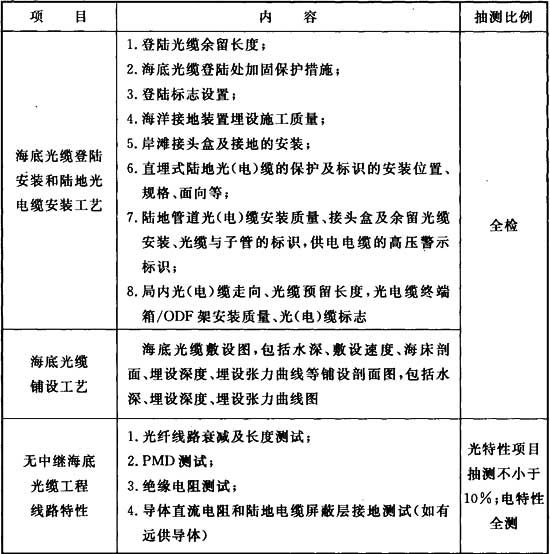 项 目 内 容 抽测比例
海底光缆登陆
安装和陆地光
电缆安装工艺
1.登陆光缆余留长度;
2.海底光缆登陆处加固保护措施;
3.登陆标志设置;
4.海洋接地装置埋设施工质量;
5.岸滩接头盒及接地的安装;
6.直埋式陆地光(电)缆的保护及标识的安装位置、
规格、面向等;
7.陆地管道光(电)缆安装质量、接头盒及余留光缆
安装、光缆与子管的标识,供电电缆的高压警示
标识;
8.局内光(电)缆走向、光缆预留长度,光电缆终端
箱/ODF架安装质量、光(电)缆标志
全检
海底光缆
铺设工艺
海底光缆敷设图,包括水深、敷设速度、海床剖
面、埋设深度、埋设张力曲线等铺设剖面图,包括水
深、埋设深度、埋设张力曲线图
无中继海底
光缆工程
线路特性
1.光纤线路衰减及长度测试;
2.PMD测试;
3.绝缘电阻测试;
4.导体直流电阻和陆地电缆屏蔽层接地测试(如有
远供导体)
光特性项目
抽测不小于
10%;电特性
全测